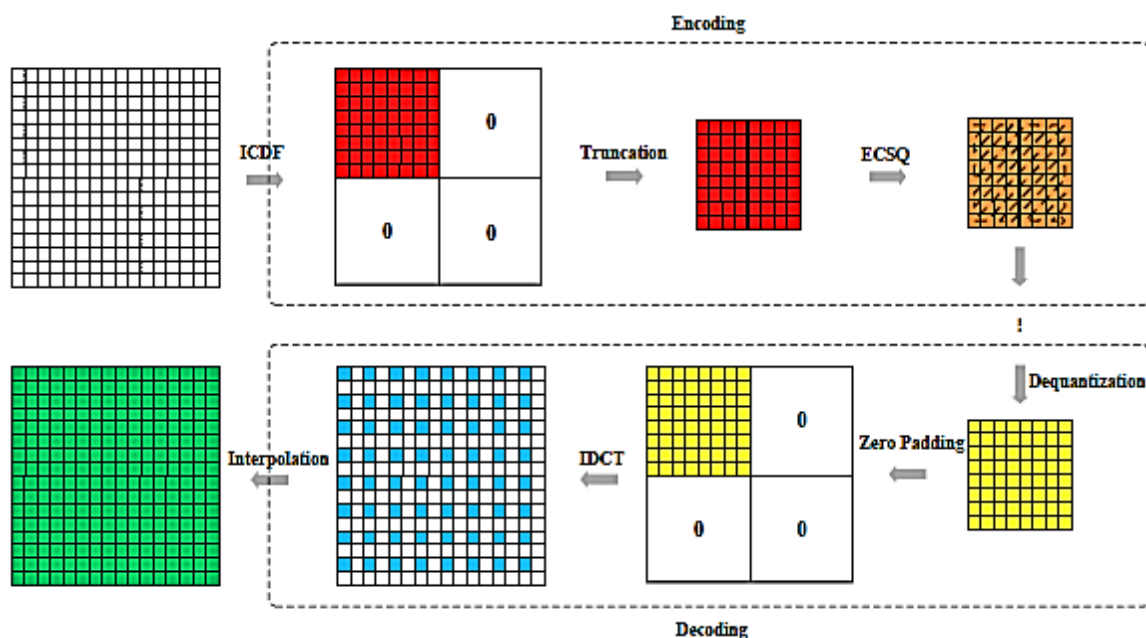 Encoding
ICDF
0
0
0
Truncation
ECSQ
!
Dequantization
Zero Padding
0
0
0
IDCT
Interpolation
Decoding